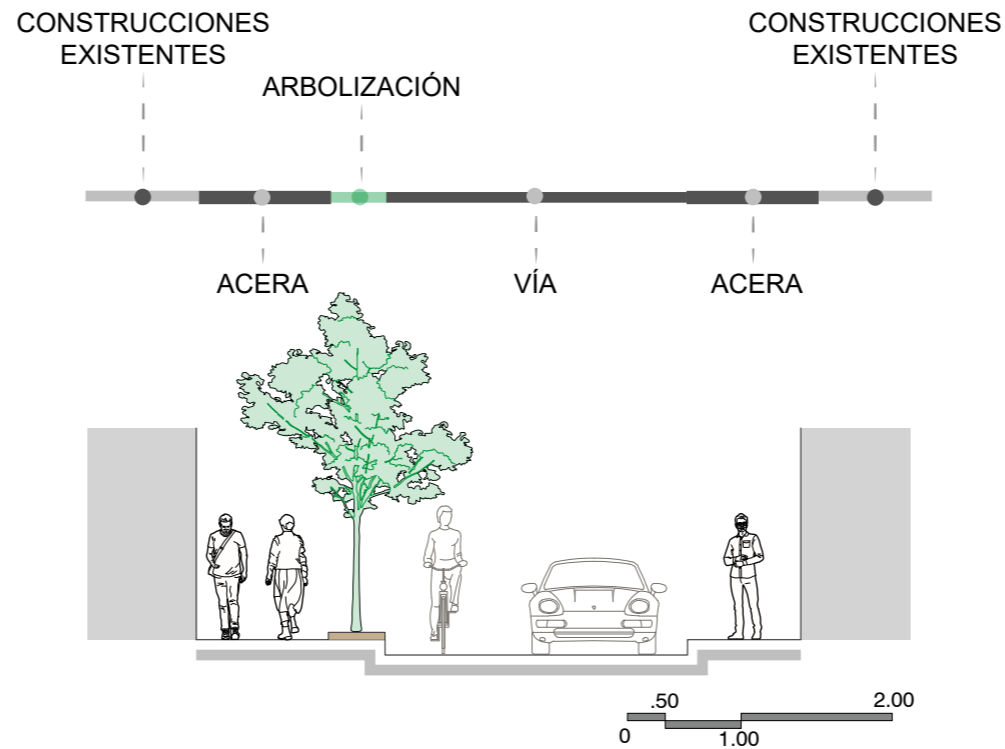 CONSTRUCCIONES
EXISTENTES
CONSTRUCCIONES
EXISTENTES
ARBOLIZACIÓN
ACERA
VÍA
ACERA
.50
2.00
0
1.00